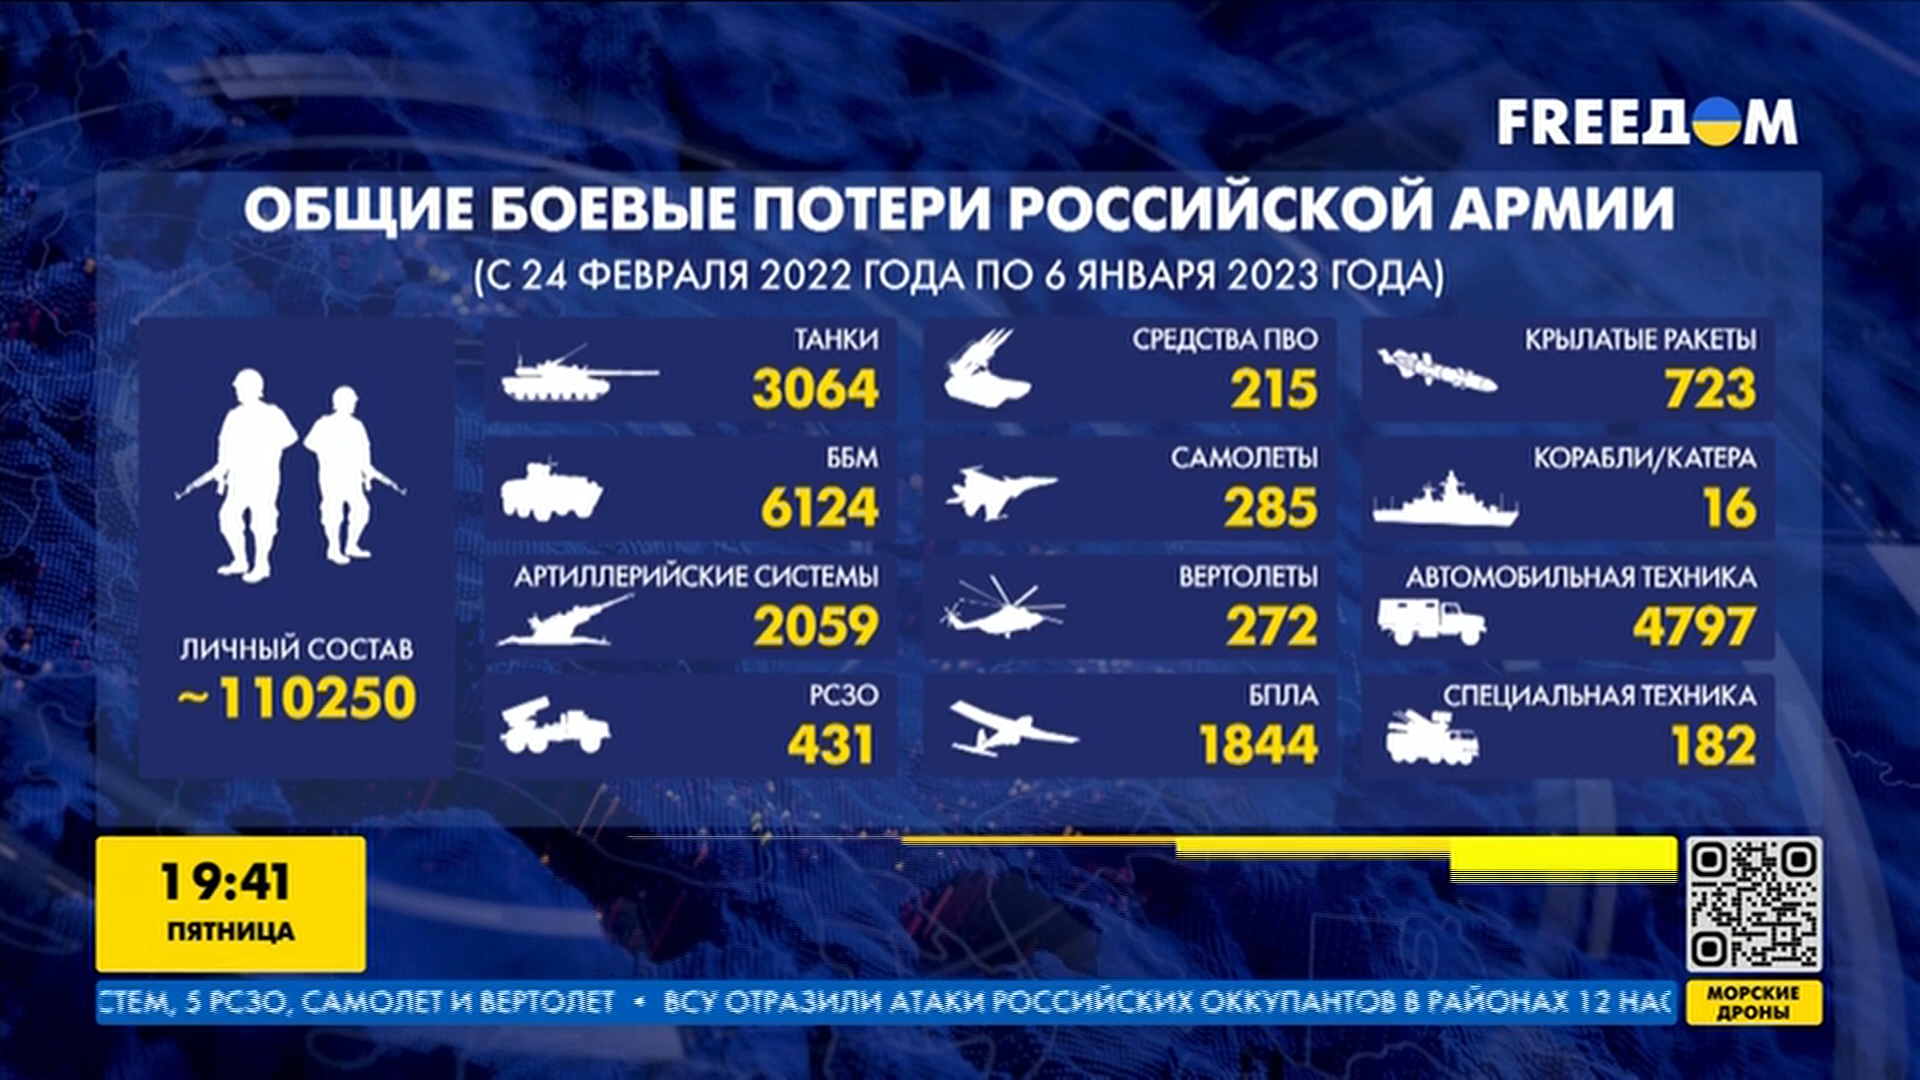 FREEДOM
ОБЩИЕ БОЕВЫЕ ПОТЕРИ РОССИЙСКОЙ АРМИИ
(С 24 ФЕВРАЛЯ 2022 ГОДА ПО 6 ЯНВАРЯ 2023 ГОДА)
ЛИЧНЫЙ СОСТАВ
~110250
ТАНКИ
3064
ББМ
6124
АРТИЛЛЕРИЙСКИЕ СИСТЕМЫ
2059
РСЗО
431
СРЕДСТВА ПВО
215
САМОЛЕТЫ
285
ВЕРТОЛЕТЫ
272
БПЛА
1844
КРЫЛАТЫЕ РАКЕТЫ
723
КОРАБЛИ/КАТЕРА
16
АВТОМОБИЛЬНАЯ ТЕХНИКА
4797
СПЕЦИАЛЬНАЯ ТЕХНИКА
182
19:41
ПЯТНИЦА
СТЕМ, 5 РСЗО, САМОЛЕТ И ВЕРТОЛЕТ • ВСУ ОТРАЗИЛИ АТАКИ РОССИЙСКИХ ОККУПАНТОВ В РАЙОНАХ 12 НАС
МОРСКИЕ
ДРОНЫ